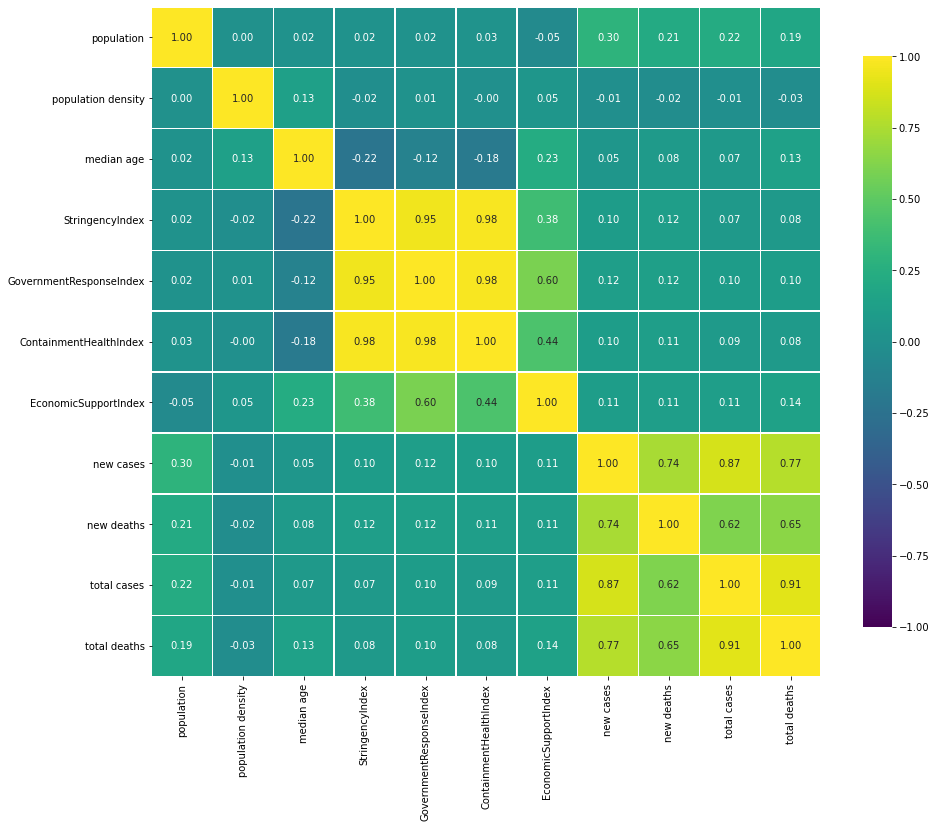 population 1.00 0.00 0.02 0.02 0.02 0.03 -0.05 0.30 0.21 0.22 0.19
population density 0.00 1.00 0.13 -0.02 0.01 -0.00 0.05 -0.01 -0.02 -0.01 -0.03
median age 0.02 0.13 1.00 -0.22 -0.12 -0.18 0.23 0.05 0.08 0.07 0.13
StringencyIndex 0.02 -0.02 -0.22 1.00 0.95 0.98 0.38 0.10 0.12 0.07 0.08
GovernmentResponseIndex 0.02 0.01 -0.12 0.95 1.00 0.98 0.60 0.12 0.12 0.10 0.10
ContainmentHealthIndex 0.03 -0.00 -0.18 0.98 0.98 1.00 0.44 0.10 0.11 0.09 0.08
EconomicSupportIndex -0.05 0.05 0.23 0.38 0.60 0.44 1.00 0.11 0.11 0.11 0.14
new cases 0.30 -0.01 0.05 0.10 0.12 0.10 0.11 1.00 0.74 0.87 0.77
new deaths 0.21 -0.02 0.08 0.12 0.12 0.11 0.11 0.74 1.00 0.62 0.65
total cases 0.22 -0.01 0.07 0.07 0.10 0.09 0.11 0.87 0.62 1.00 0.91
total deaths 0.19 -0.03 0.13 0.08 0.10 0.08 0.14 0.77 0.65 0.91 1.00
population
population density
median age
StringencyIndex
GovernmentResponseIndex
ContainmentHealthIndex
EconomicSupportIndex
new cases
new deaths
total cases
total deaths
1.00
0.75
0.50
0.25
0.00
−0.25
−0.50
−0.75
−1.00